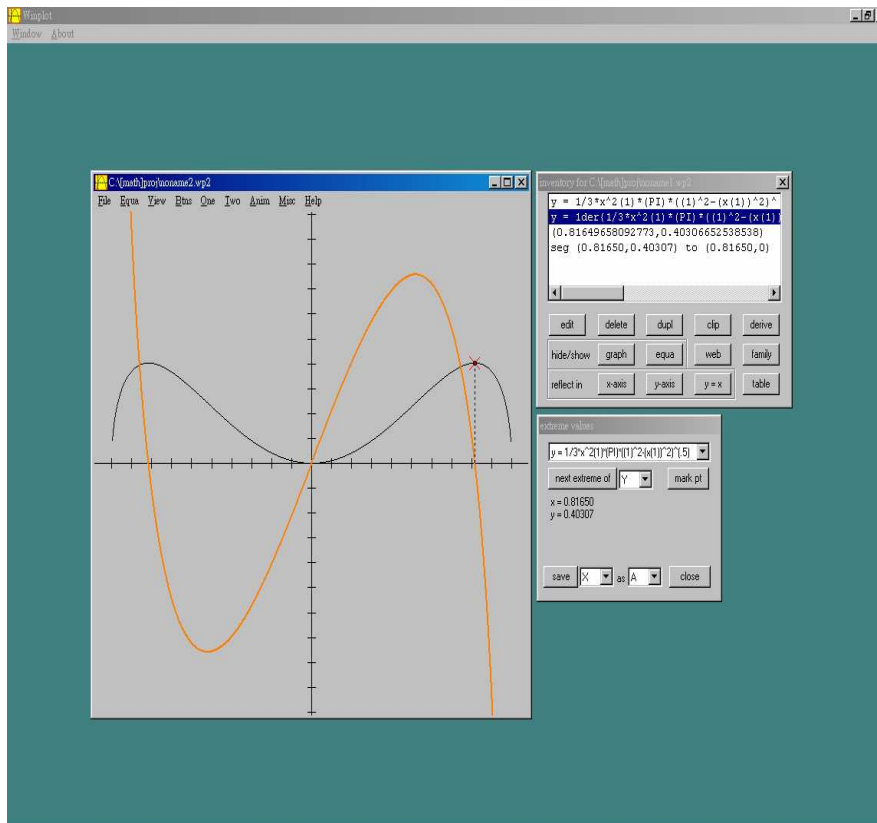 Winplot
Window About
C:\[math]proj\noname2.wp2
File Equa View Btns One Two Anim Misc Help
inventory for C:\[math]proj\noname1.wp2
y = 1/3*x^2(1)*(PI)*((1)^2-(x(1))^2)^
y = 1der{1/3*x^2(1)*(PI)*((1)^2-(x(1)
(0.81649658092773,0.40306652538538)
seg (0.81650,0.40307) to (0.81650,0)
edit delete dupl clip derive
hide/show graph equa web family
reflect in x-axis y-axis y = x table
extreme values
y = 1/3*x^2(1)*(PI)*((1)^2-(x(1))^2)^(.5)
next extreme of Y mark pt
x = 0.81650
y = 0.40307
save X as A close